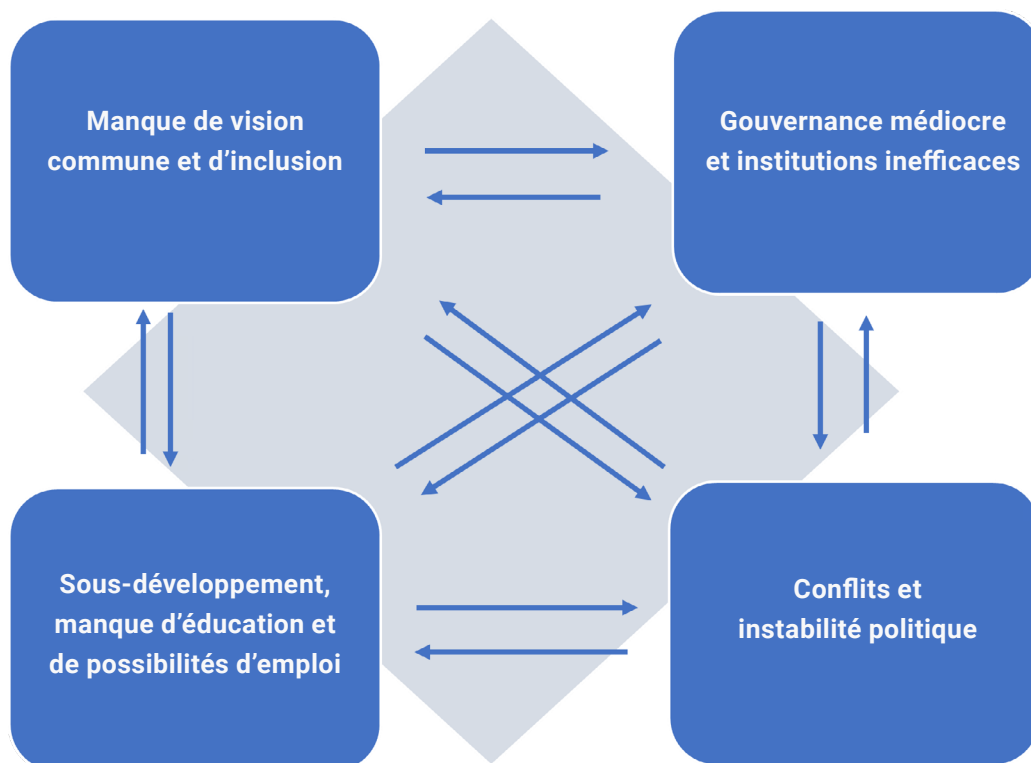 Manque de vision
commune et d’inclusion
Gouvernance médiocre
et institutions inefficaces
Sous-développement,
manque d’éducation et
de possibilités d’emploi
Conflits et
instabilité politique